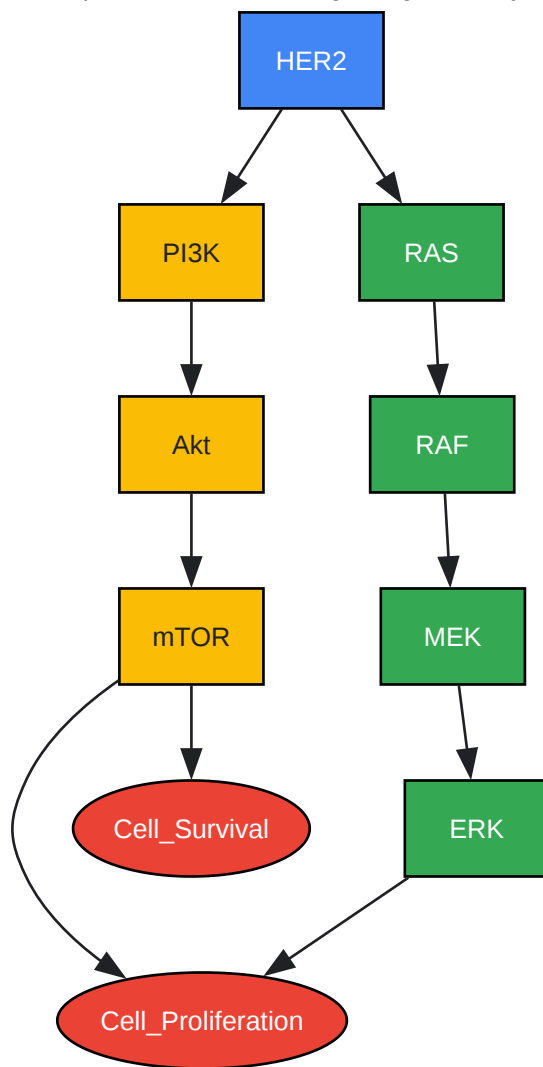 HER2
PI3K
RAS
Akt
RAF
mTOR
MEK
Cell_Survival
ERK
Cell_Proliferation